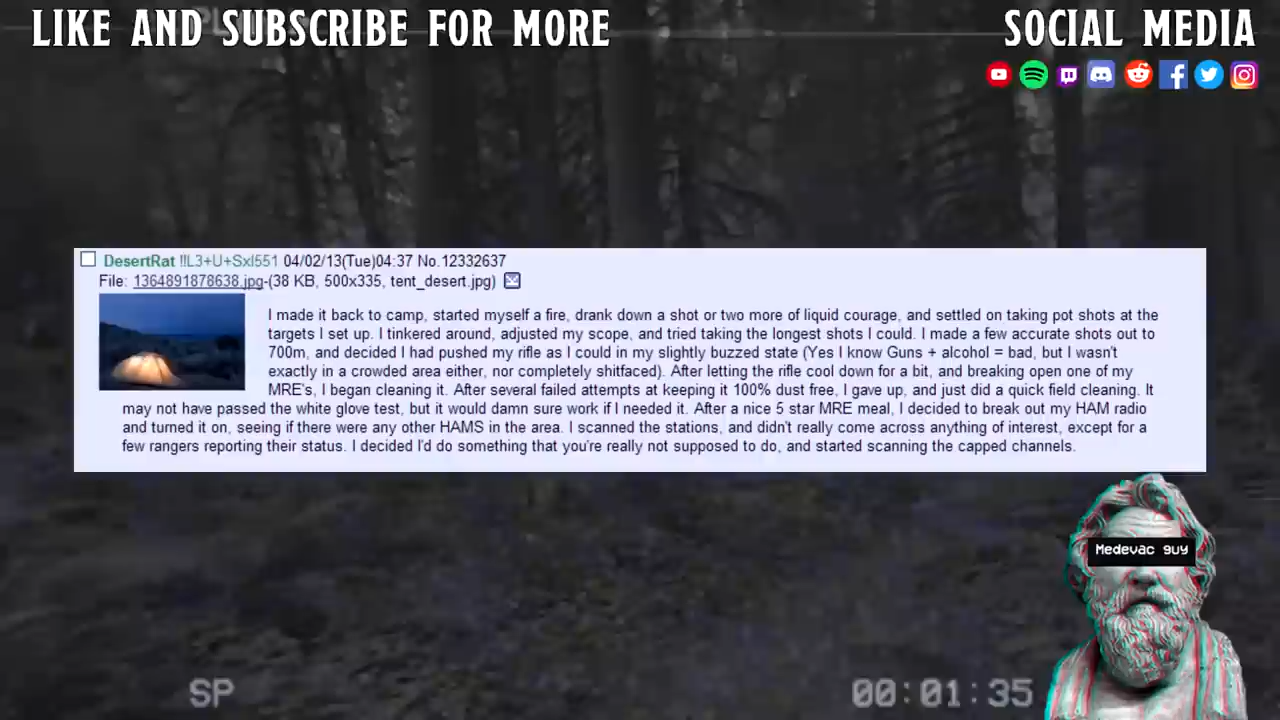 LIKE AND SUBSCRIBE FOR MORE
SOCIAL MEDIA
DesertRat !!L3+U+SxI551 04/02/13(Tue)04:37 No.12332637
File: 1364891878638.jpg-(38 KB, 500x335, tent_desert.jpg)
I made it back to camp, started myself a fire, drank down a shot or two more of liquid courage, and settled on taking pot shots at the
targets I set up. I tinkered around, adjusted my scope, and tried taking the longest shots I could. I made a few accurate shots out to
700m, and decided I had pushed my rifle as I could in my slightly buzzed state (Yes I know Guns + alcohol = bad, but I wasn't
exactly in a crowded area either, nor completely shitfaced). After letting the rifle cool down for a bit, and breaking open one of my
MRE's, I began cleaning it. After several failed attempts at keeping it 100% dust free, I gave up, and just did a quick field cleaning. It
may not have passed the white glove test, but it would damn sure work if I needed it. After a nice 5 star MRE meal, I decided to break out my HAM radio
and turned it on, seeing if there were any other HAMS in the area. I scanned the stations, and didn't really come across anything of interest, except for a
few rangers reporting their status. I decided I'd do something that you're really not supposed to do, and started scanning the capped channels.
Medevac guy
SP
00:01:35